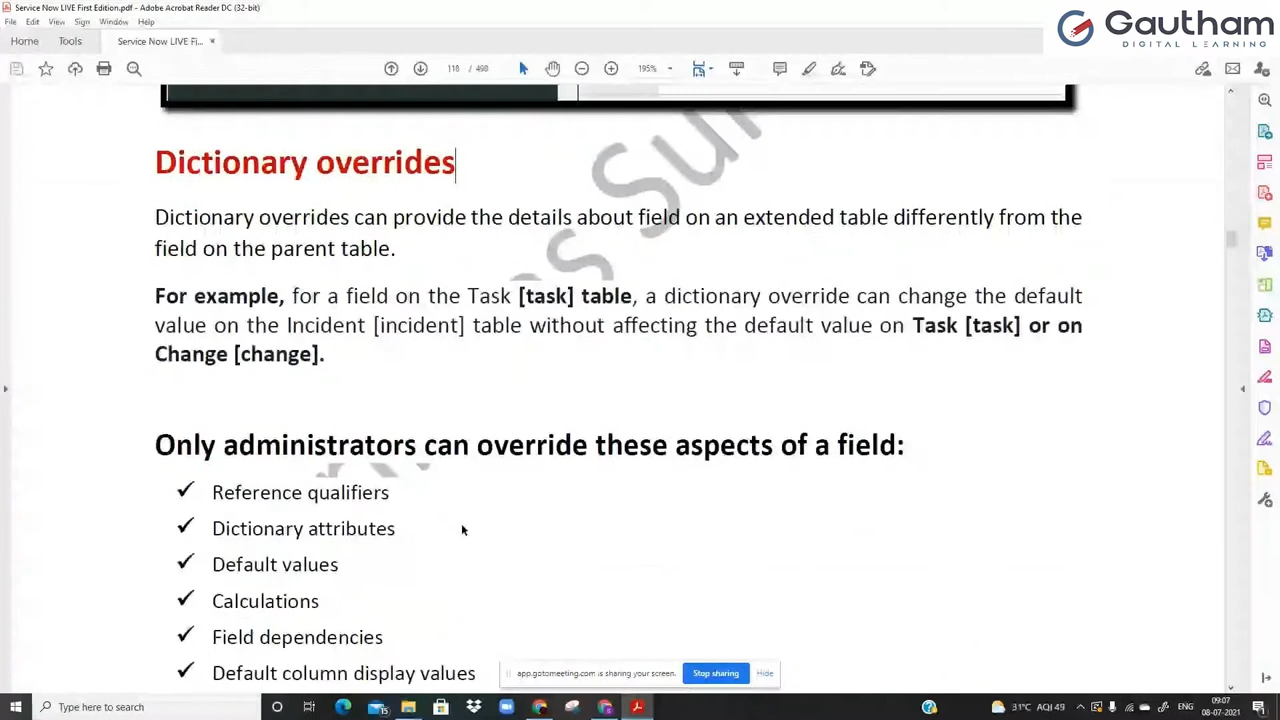 Service Now LIVE First Edition.pdf - Adobe Acrobat Reader DC (32-bit)
File Edit View Sign Window Help
Home Tools Service Now LIVE Fi... ×
Gautham
DIGITAL LEARNING
118 / 498 195%
Dictionary overrides
Dictionary overrides can provide the details about field on an extended table differently from the
field on the parent table.
For example, for a field on the Task [task] table, a dictionary override can change the default
value on the Incident [incident] table without affecting the default value on Task [task] or on
Change [change].
Only administrators can override these aspects of a field:
✓ Reference qualifiers
✓ Dictionary attributes
✓ Default values
✓ Calculations
✓ Field dependencies
✓ Default column display values
app.gotomeeting.com is sharing your screen. Stop sharing Hide
Type here to search
15
31°C AQI 49
ENG
09:07
08-07-2021